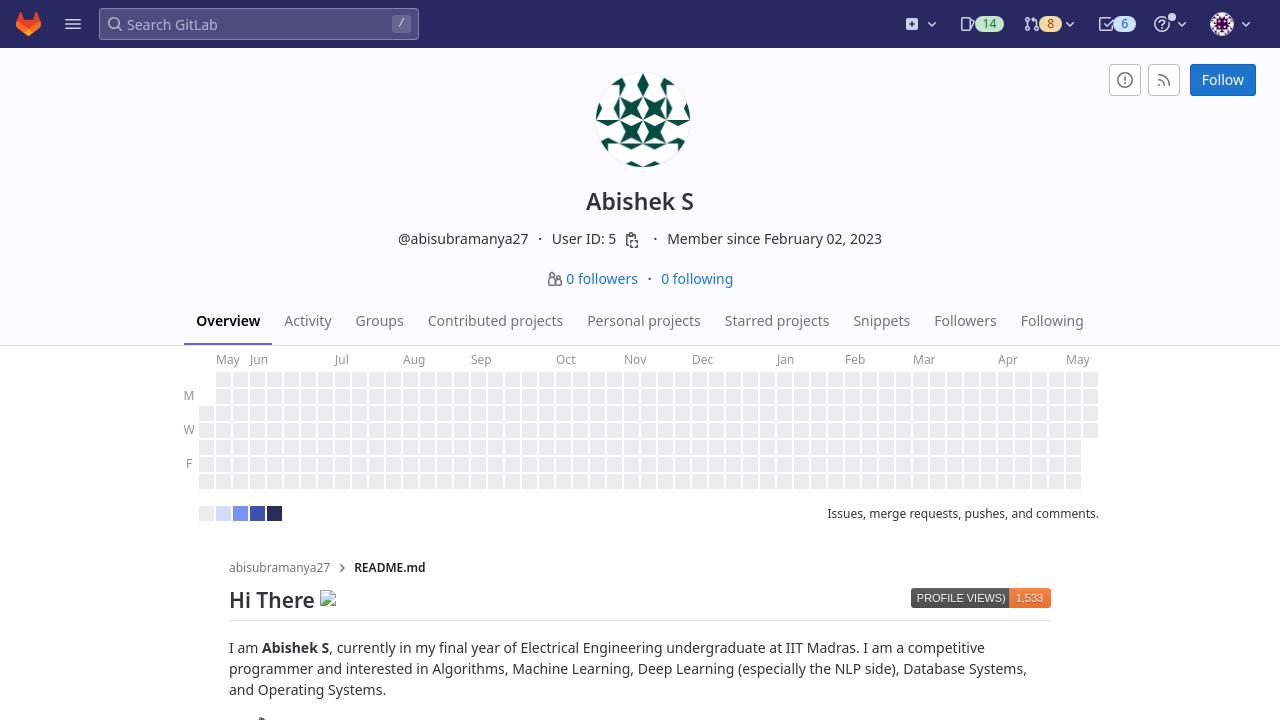 Search GitLab /
14 8 6
Follow
Abishek S
@abisubramanya27 · User ID: 5 · Member since February 02, 2023
0 followers · 0 following
Overview Activity Groups Contributed projects Personal projects Starred projects Snippets Followers Following
May Jun Jul Aug Sep Oct Nov Dec Jan Feb Mar Apr May
M
W
F
Issues, merge requests, pushes, and comments.
abisubramanya27 > README.md
Hi There
PROFILE VIEWS) 1,533
I am Abishek S, currently in my final year of Electrical Engineering undergraduate at IIT Madras. I am a competitive
programmer and interested in Algorithms, Machine Learning, Deep Learning (especially the NLP side), Database Systems,
and Operating Systems.